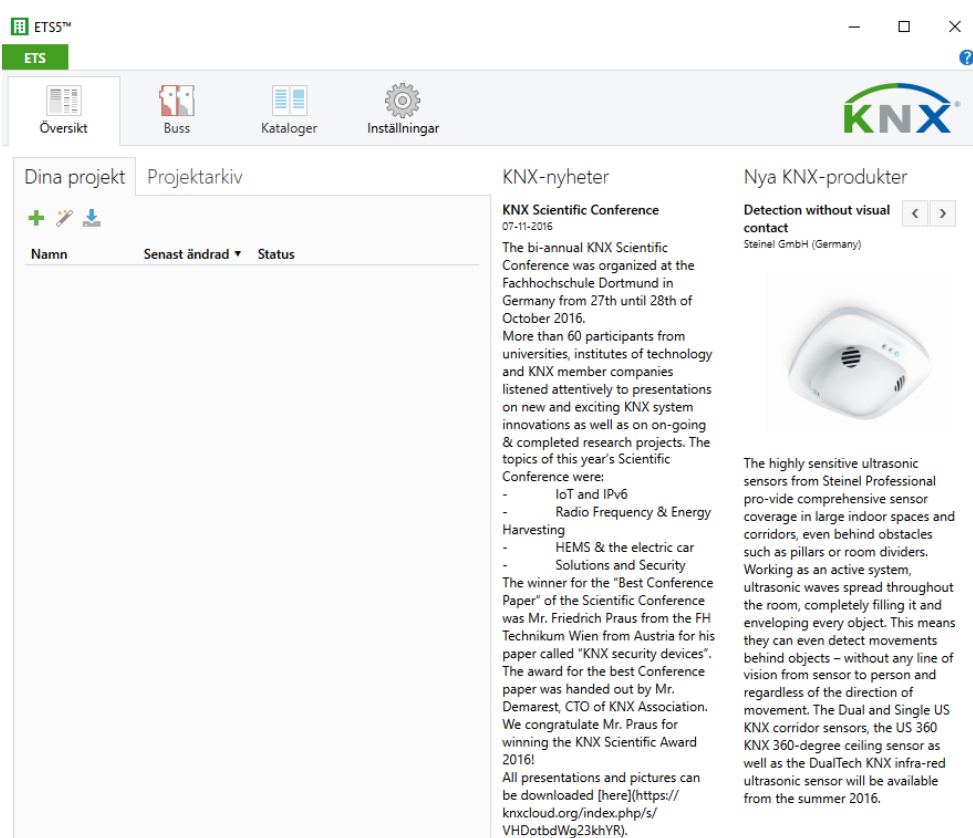 ETS5™
ETS
Översikt
Buss
Kataloger
Inställningar
KNX
Dina projekt
Projektarkiv
Namn
Senast ändrad
Status
KNX-nyheter
KNX Scientific Conference
07-11-2016
The bi-annual KNX Scientific
Conference was organized at the
Fachhochschule Dortmund in
Germany from 27th until 28th of
October 2016.
More than 60 participants from
universities, institutes of technology
and KNX member companies
listened attentively to presentations
on new and exciting KNX system
innovations as well as on on-going
& completed research projects. The
topics of this year's Scientific
Conference were:
- IoT and IPv6
- Radio Frequency & Energy
Harvesting
- HEMS & the electric car
- Solutions and Security
The winner for the "Best Conference
Paper" of the Scientific Conference
was Mr. Friedrich Praus from the FH
Technikum Wien from Austria for his
paper called "KNX security devices".
The award for the best Conference
paper was handed out by Mr.
Demarest, CTO of KNX Association.
We congratulate Mr. Praus for
winning the KNX Scientific Award
2016!
All presentations and pictures can
be downloaded [here](https://
knxcloud.org/index.php/s/
VHDotbdWg23khYR).
Nya KNX-produkter
Detection without visual
contact
Steinel GmbH (Germany)
The highly sensitive ultrasonic
sensors from Steinel Professional
pro-vide comprehensive sensor
coverage in large indoor spaces and
corridors, even behind obstacles
such as pillars or room dividers.
Working as an active system,
ultrasonic waves spread throughout
the room, completely filling it and
enveloping every object. This means
they can even detect movements
behind objects – without any line of
vision from sensor to person and
regardless of the direction of
movement. The Dual and Single US
KNX corridor sensors, the US 360
KNX 360-degree ceiling sensor as
well as the DualTech KNX infra-red
ultrasonic sensor will be available
from the summer 2016.